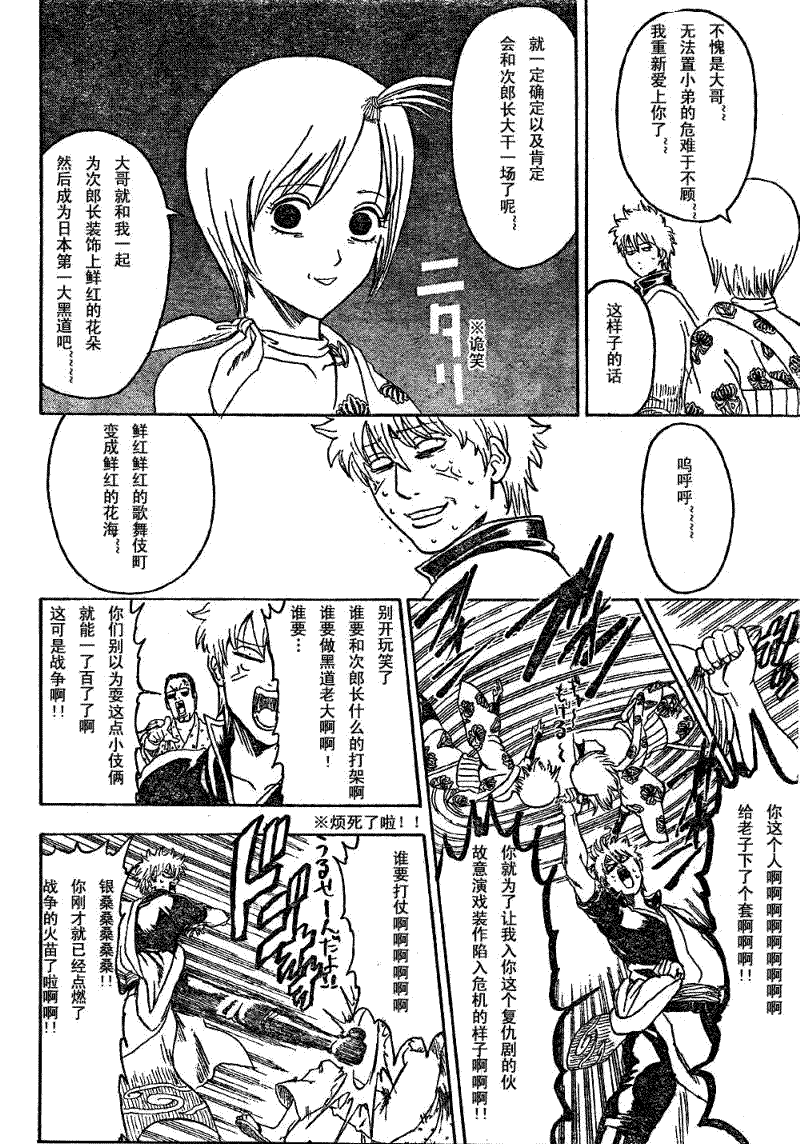 不愧是大哥~~
无法置小弟的危难于不顾~~
我重新爱上你了~~
这样子的话
就一定确定以及肯定
会和次郎长大干一场了呢~~
ニタリ
※诡笑
大哥就和我一起
为次郎长装饰上鲜红的花朵
然后成为日本第一大黑道吧~~~~
呜呼呼~~~~
鲜红鲜红的歌舞伎町
变成鲜红的花海~~
你这个人啊啊啊啊啊啊啊啊
给老子下了个套啊啊啊!!
もげる~
你就为了让我入你这个复仇剧的伙
故意演戏装作陷入危机的样子啊啊啊!!
别开玩笑了
谁要和次郎长什么的打架啊
谁要做黑道老大啊啊!
谁要…
你们别以为耍这点小伎俩
就能一了百了了啊
这可是战争啊!!
※烦死了啦!!
谁要打仗啊啊啊啊啊啊
うるせーんだよ!!
ドドド
银桑桑桑桑桑!!
你刚才就已经点燃了
战争的火苗了啦啊啊!!